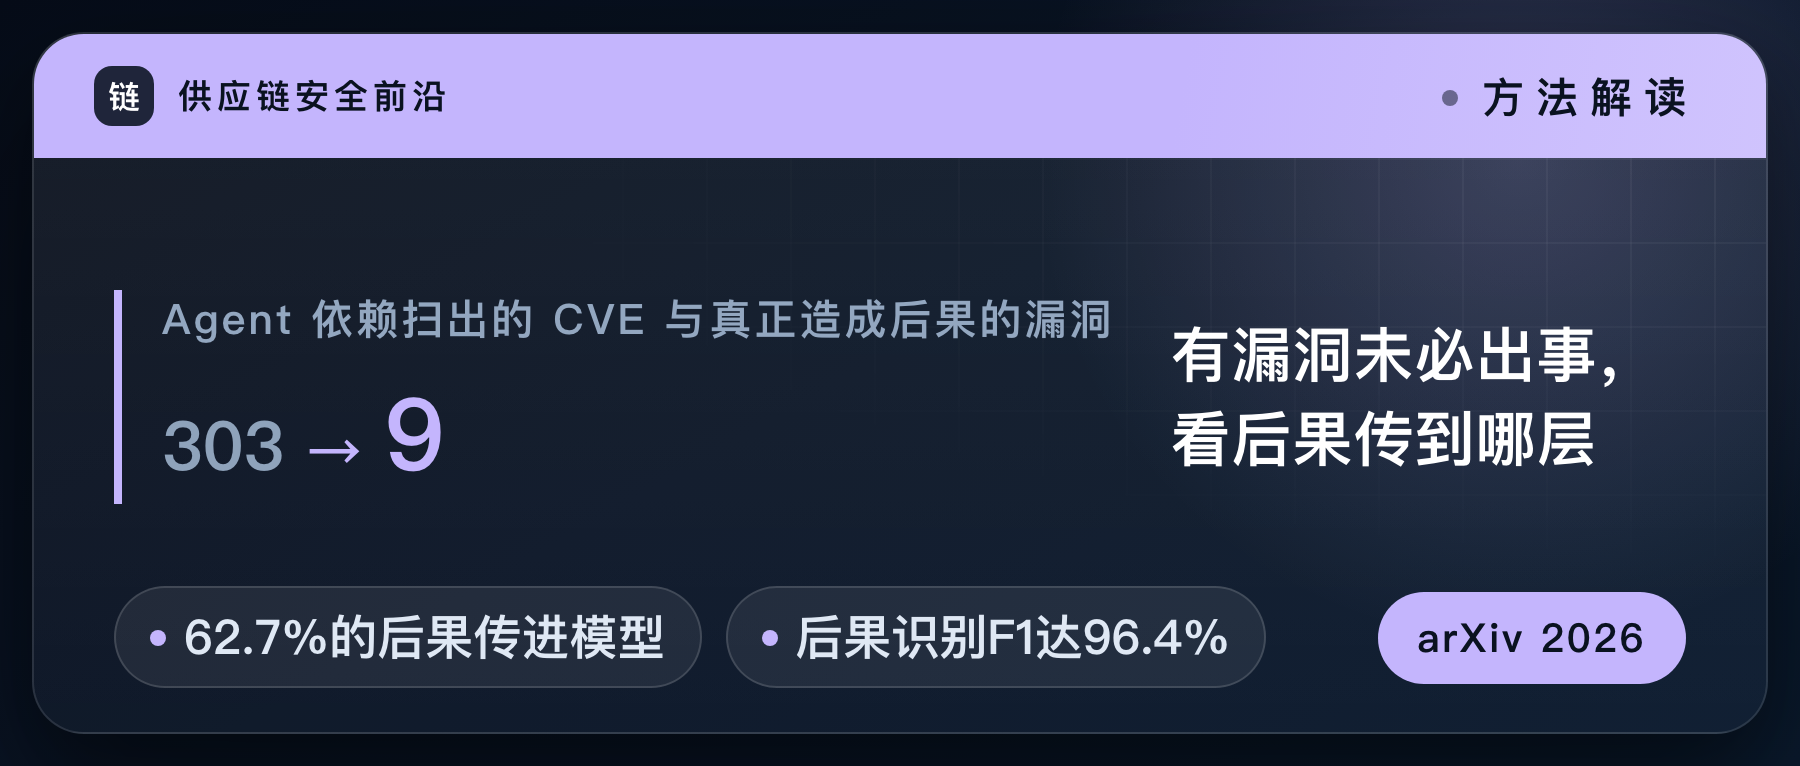 链 供应链安全前沿
• 方法解读
Agent 依赖扫出的 CVE 与真正造成后果的漏洞
303 → 9
有漏洞未必出事，
看后果传到哪层
• 62.7%的后果传进模型
• 后果识别F1达96.4%
arXiv 2026